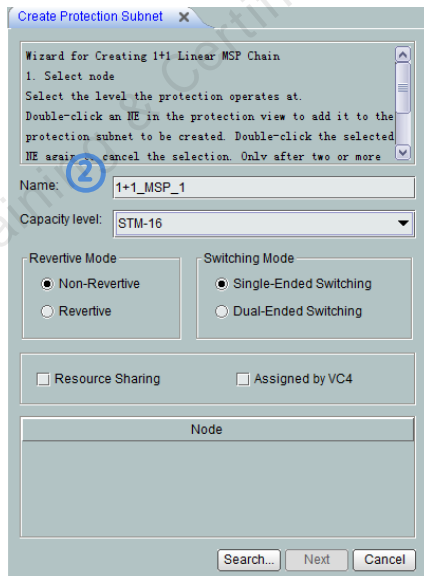 Create Protection Subnet
Wizard for Creating 1+1 Linear MSP Chain
1. Select node
Select the level the protection operates at.
Double-click an NE in the protection view to add it to the
protection subnet to be created. Double-click the selected
NE again to cancel the selection. Only after two or more
2
Name: 1+1_MSP_1
Capacity level: STM-16
Revertive Mode Switching Mode
Non-Revertive Single-Ended Switching
Revertive Dual-Ended Switching
Resource Sharing Assigned by VC4
Node
Search... Next Cancel